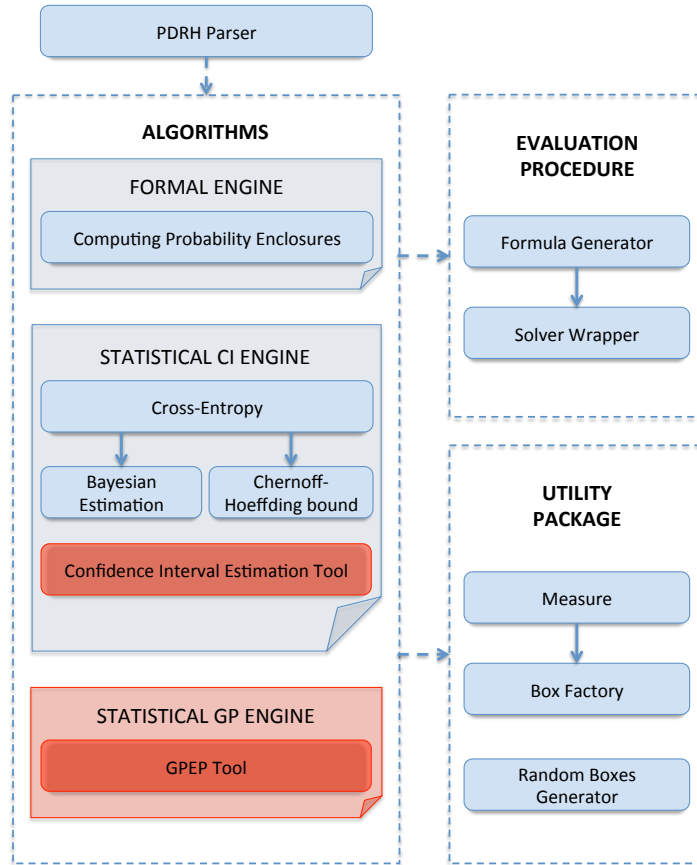 PDRH Parser
ALGORITHMS
FORMAL ENGINE
Computing Probability Enclosures
STATISTICAL CI ENGINE
Cross-Entropy
Bayesian
Estimation
Chernoff-
Hoeffding bound
Confidence Interval Estimation Tool
STATISTICAL GP ENGINE
GPEP Tool
EVALUATION
PROCEDURE
Formula Generator
Solver Wrapper
UTILITY
PACKAGE
Measure
Box Factory
Random Boxes
Generator